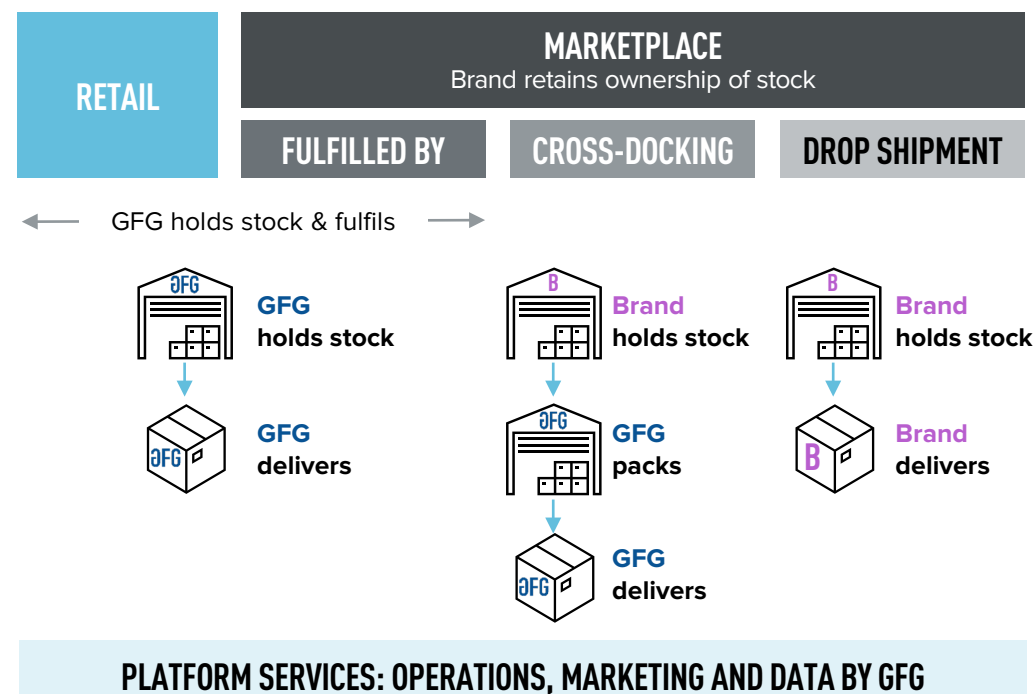 RETAIL
MARKETPLACE
Brand retains ownership of stock
FULFILLED BY
CROSS-DOCKING
DROP SHIPMENT
GFG holds stock & fulfils
GFG
GFG
holds stock
GFG
GFG
delivers
B
Brand
holds stock
GFG
GFG
packs
GFG
GFG
delivers
B
Brand
holds stock
B
Brand
delivers
PLATFORM SERVICES: OPERATIONS, MARKETING AND DATA BY GFG